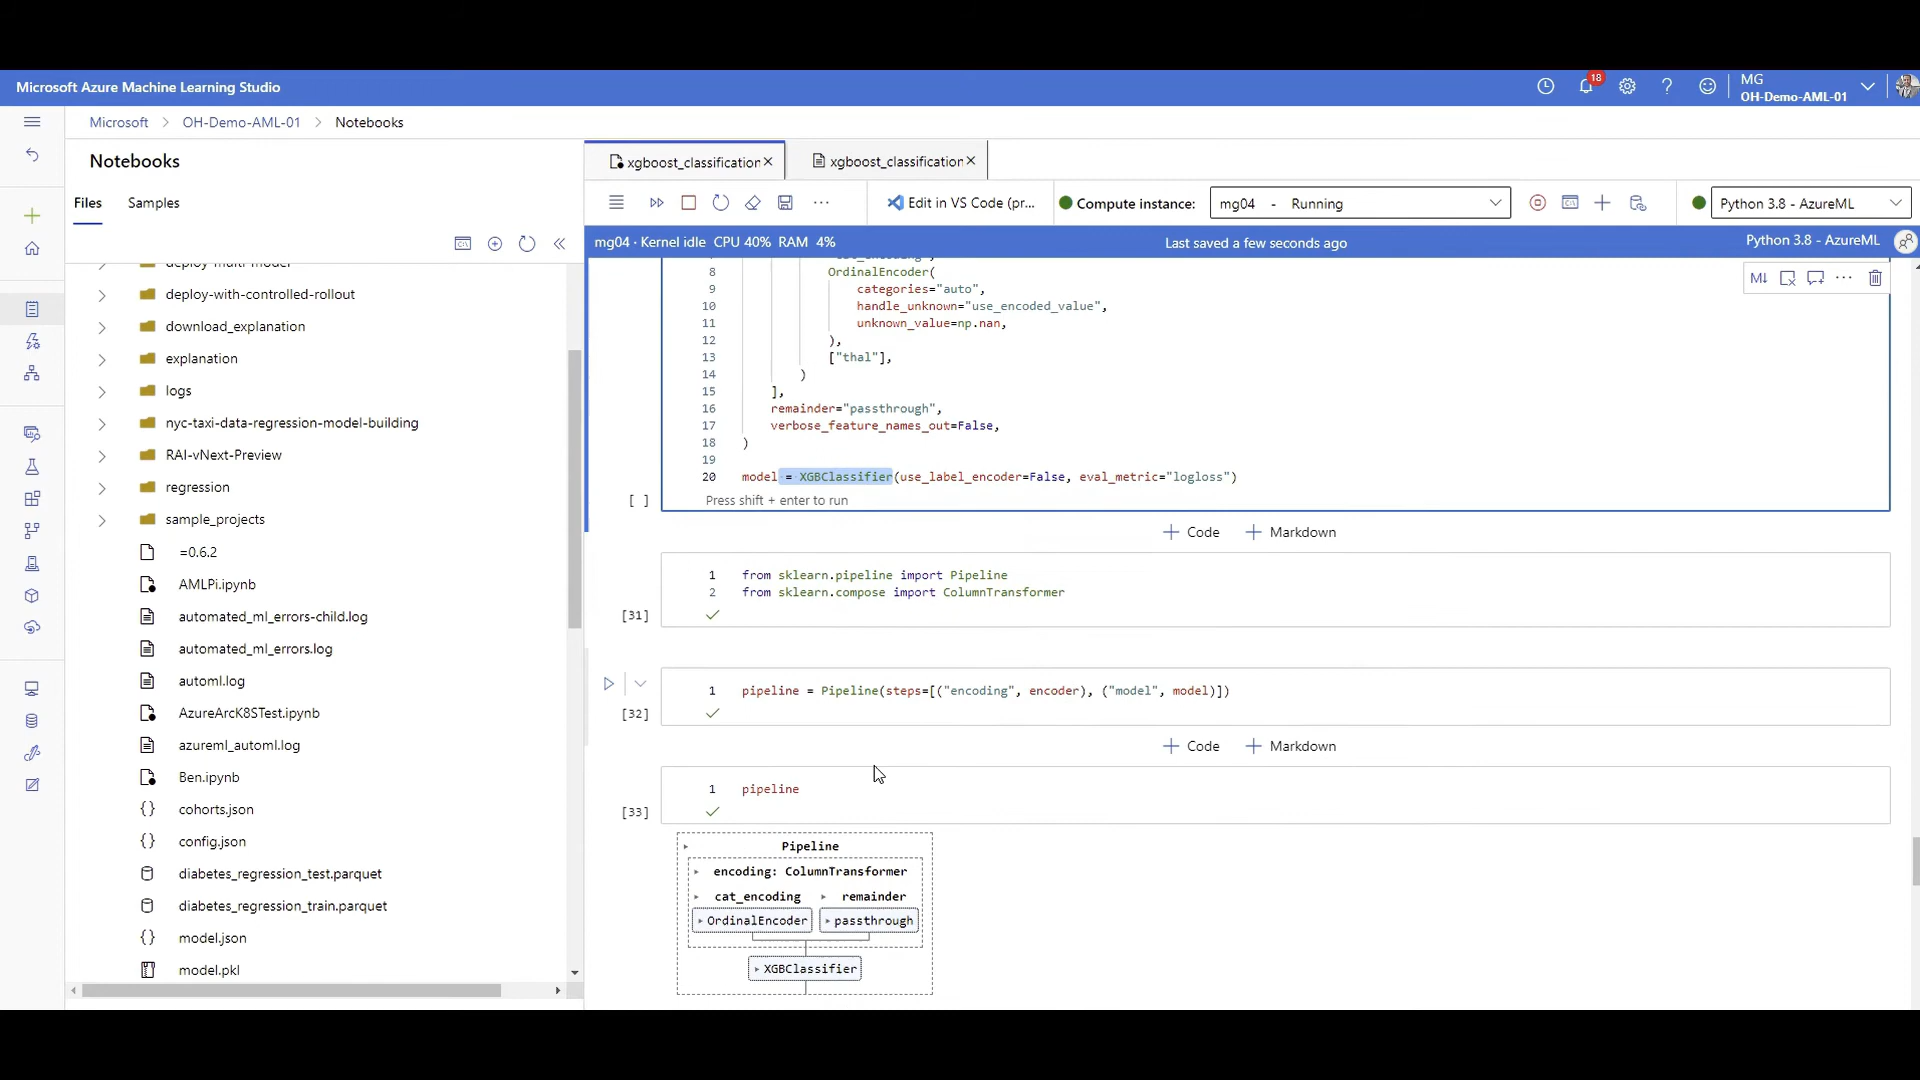 Microsoft Azure Machine Learning Studio
18
MG
OH-Demo-AML-01
Microsoft > OH-Demo-AML-01 > Notebooks
Notebooks
Files Samples
deploy-multi-model
deploy-with-controlled-rollout
download_explanation
explanation
logs
nyc-taxi-data-regression-model-building
RAI-vNext-Preview
regression
sample_projects
=0.6.2
AMLPi.ipynb
automated_ml_errors-child.log
automated_ml_errors.log
automl.log
AzureArcK8STest.ipynb
azureml_automl.log
Ben.ipynb
cohorts.json
config.json
diabetes_regression_test.parquet
diabetes_regression_train.parquet
model.json
model.pkl
xgboost_classification × xgboost_classification ×
Edit in VS Code (pr... Compute instance: mg04 - Running Python 3.8 - AzureML
mg04 · Kernel idle CPU 40% RAM 4% Last saved a few seconds ago Python 3.8 - AzureML
M↓ ···
8 OrdinalEncoder(
9 categories="auto",
10 handle_unknown="use_encoded_value",
11 unknown_value=np.nan,
12 ),
13 ["thal"],
14 )
15 ],
16 remainder="passthrough",
17 verbose_feature_names_out=False,
18 )
19
20 model = XGBClassifier(use_label_encoder=False, eval_metric="logloss")
[ ] Press shift + enter to run
+ Code + Markdown
1 from sklearn.pipeline import Pipeline
2 from sklearn.compose import ColumnTransformer
[31]
1 pipeline = Pipeline(steps=[("encoding", encoder), ("model", model)])
[32]
+ Code + Markdown
1 pipeline
[33]
Pipeline
encoding: ColumnTransformer
cat_encoding remainder
OrdinalEncoder passthrough
XGBClassifier